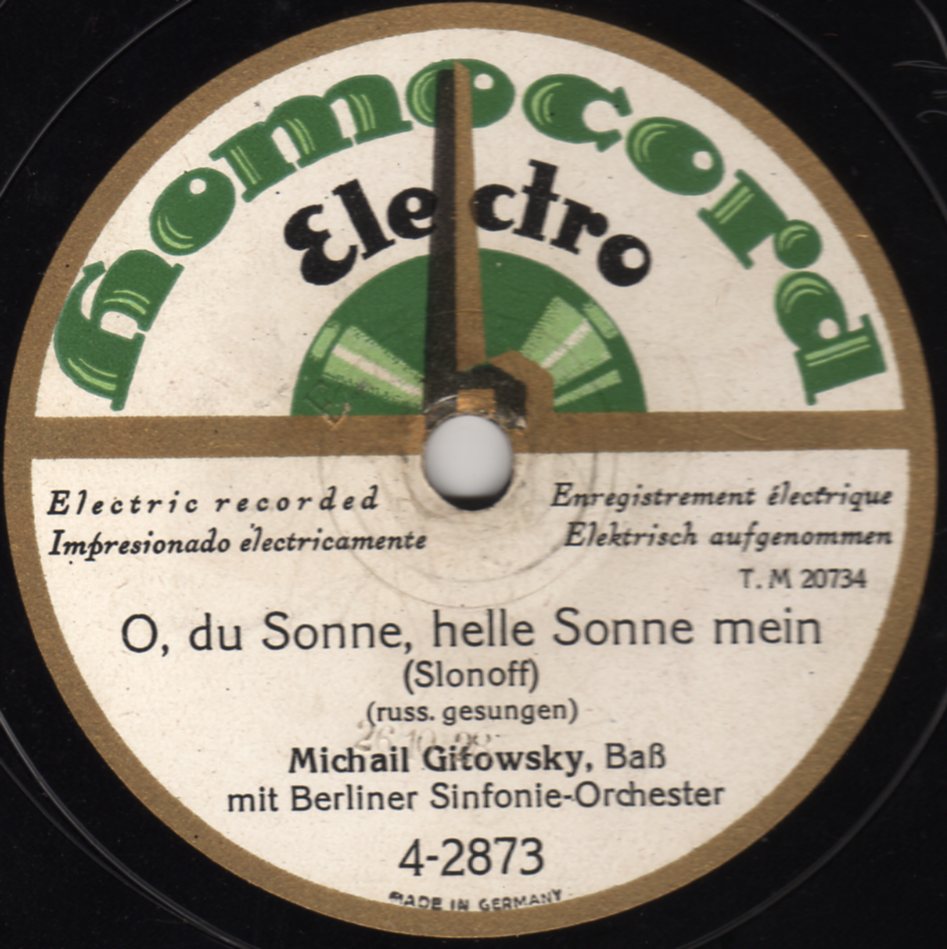 homocord
Electro
Electric recorded
Impresionado électricamente
Enregistrement électrique
Elektrisch aufgenommen
T. M 20734
O, du Sonne, helle Sonne mein
(Slonoff)
(russ. gesungen)
Michail Gitowsky, Baß
mit Berliner Sinfonie-Orchester
4-2873
MADE IN GERMANY